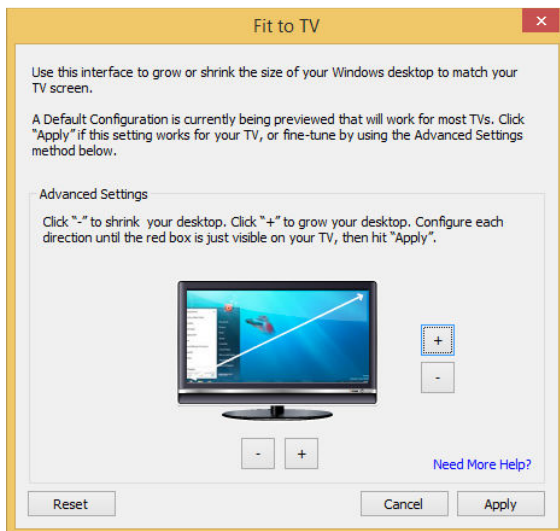 Fit to TV
Use this interface to grow or shrink the size of your Windows desktop to match your
TV screen.
A Default Configuration is currently being previewed that will work for most TVs. Click
"Apply" if this setting works for your TV, or fine-tune by using the Advanced Settings
method below.
Advanced Settings
Click "-" to shrink  your desktop. Click "+" to grow your desktop. Configure each
direction until the red box is just visible on your TV, then hit "Apply".
+
-
- +
Need More Help?
Reset Cancel Apply